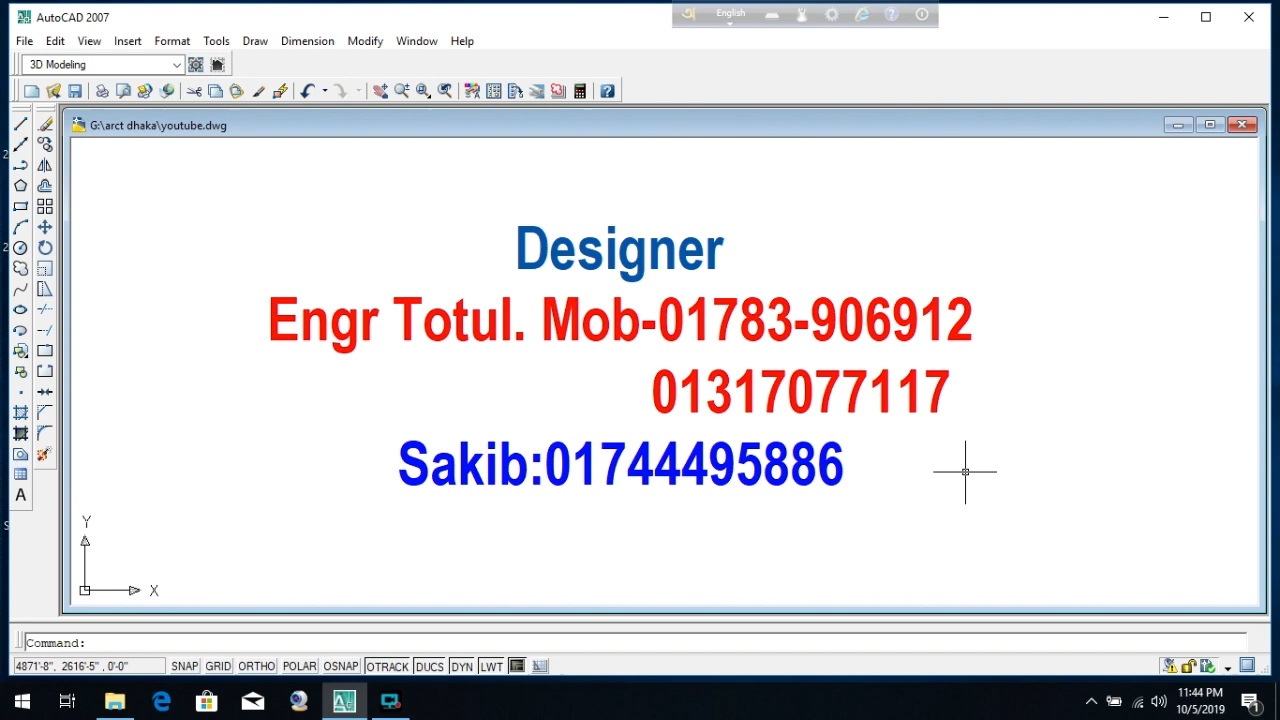 AutoCAD 2007
English
File Edit View Insert Format Tools Draw Dimension Modify Window Help
3D Modeling
G:\arct dhaka\youtube.dwg
Designer
Engr Totul. Mob-01783-906912
01317077117
Sakib:01744495886
Y
X
Command:
4871'-8", 2616'-5" , 0'-0" SNAP GRID ORTHO POLAR OSNAP OTRACK DUCS DYN LWT
11:44 PM
10/5/2019